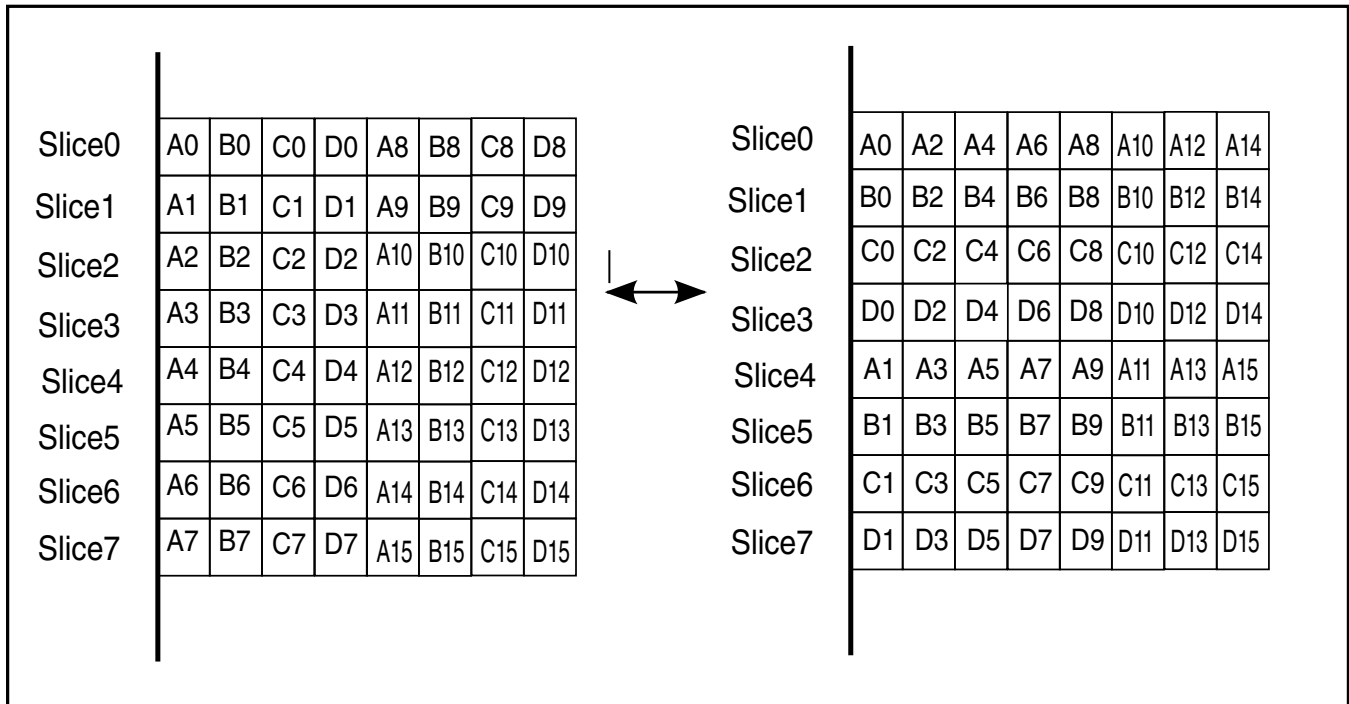 Slice0 A0 B0 C0 D0 A8 B8 C8 D8
Slice1 A1 B1 C1 D1 A9 B9 C9 D9
Slice2 A2 B2 C2 D2 A10 B10 C10 D10
Slice3 A3 B3 C3 D3 A11 B11 C11 D11
Slice4 A4 B4 C4 D4 A12 B12 C12 D12
Slice5 A5 B5 C5 D5 A13 B13 C13 D13
Slice6 A6 B6 C6 D6 A14 B14 C14 D14
Slice7 A7 B7 C7 D7 A15 B15 C15 D15
Slice0 A0 A2 A4 A6 A8 A10 A12 A14
Slice1 B0 B2 B4 B6 B8 B10 B12 B14
Slice2 C0 C2 C4 C6 C8 C10 C12 C14
Slice3 D0 D2 D4 D6 D8 D10 D12 D14
Slice4 A1 A3 A5 A7 A9 A11 A13 A15
Slice5 B1 B3 B5 B7 B9 B11 B13 B15
Slice6 C1 C3 C5 C7 C9 C11 C13 C15
Slice7 D1 D3 D5 D7 D9 D11 D13 D15